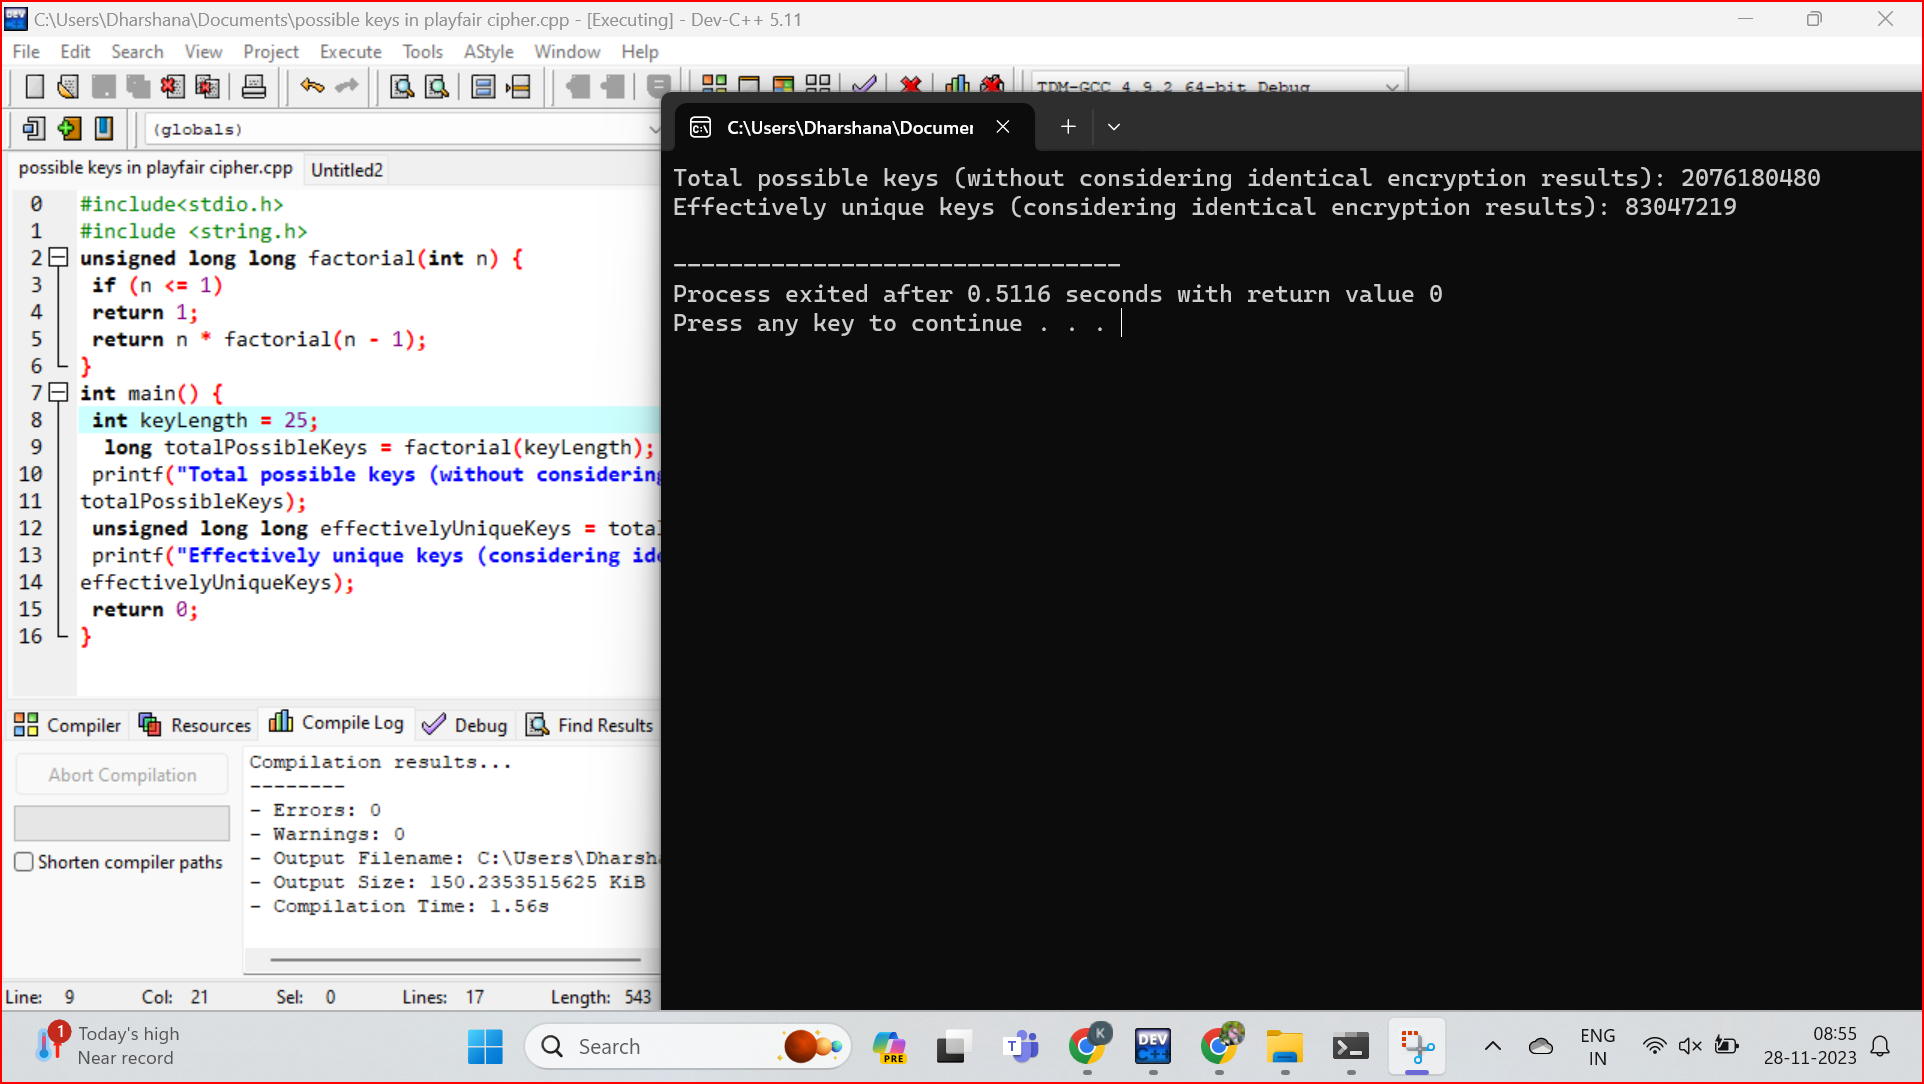 C:\Users\Dharshana\Documents\possible keys in playfair cipher.cpp - [Executing] - Dev-C++ 5.11
File Edit Search View Project Execute Tools AStyle Window Help
TDM-GCC 4.9.2 64-bit Debug
(globals)
C:\Users\Dharshana\Documen
possible keys in playfair cipher.cpp Untitled2
0 #include<stdio.h>
1 #include <string.h>
2 unsigned long long factorial(int n) {
3 if (n <= 1)
4 return 1;
5 return n * factorial(n - 1);
6 }
7 int main() {
8 int keyLength = 25;
9 long totalPossibleKeys = factorial(keyLength);
10 printf("Total possible keys (without considering
11 totalPossibleKeys);
12 unsigned long long effectivelyUniqueKeys = total
13 printf("Effectively unique keys (considering ide
14 effectivelyUniqueKeys);
15 return 0;
16 }
Total possible keys (without considering identical encryption results): 2076180480
Effectively unique keys (considering identical encryption results): 83047219
--------------------------------
Process exited after 0.5116 seconds with return value 0
Press any key to continue . . .
Compiler Resources Compile Log Debug Find Results
Abort Compilation
Shorten compiler paths
Compilation results...
--------
- Errors: 0
- Warnings: 0
- Output Filename: C:\Users\Dharsha
- Output Size: 150.2353515625 KiB
- Compilation Time: 1.56s
Line: 9 Col: 21 Sel: 0 Lines: 17 Length: 543
1
Today's high
Near record
Search
PRE
T
K
DEV
C++
ENG
IN
08:55
28-11-2023